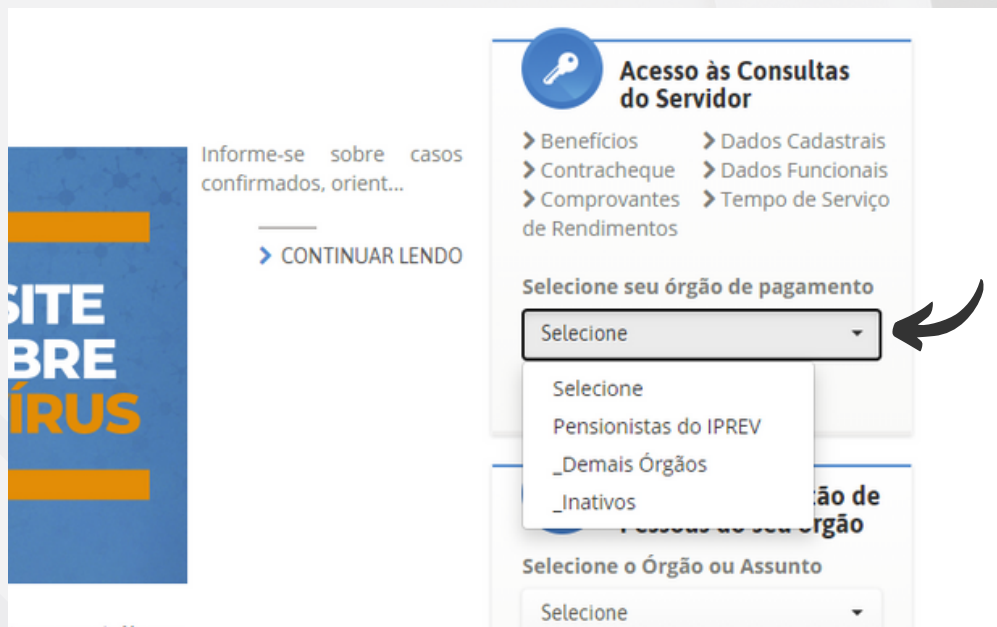 SITE
BRE
ÍRUS
Informe-se sobre casos
confirmados, orient...
CONTINUAR LENDO
Acesso às Consultas
do Servidor
Benefícios
Dados Cadastrais
Contracheque
Dados Funcionais
Comprovantes
de Rendimentos
Tempo de Serviço
Selecione seu órgão de pagamento
Selecione
Selecione
Pensionistas do IPREV
_Demais Órgãos
_Inativos
ão de
Pessoas do seu órgão
Selecione o Órgão ou Assunto
Selecione